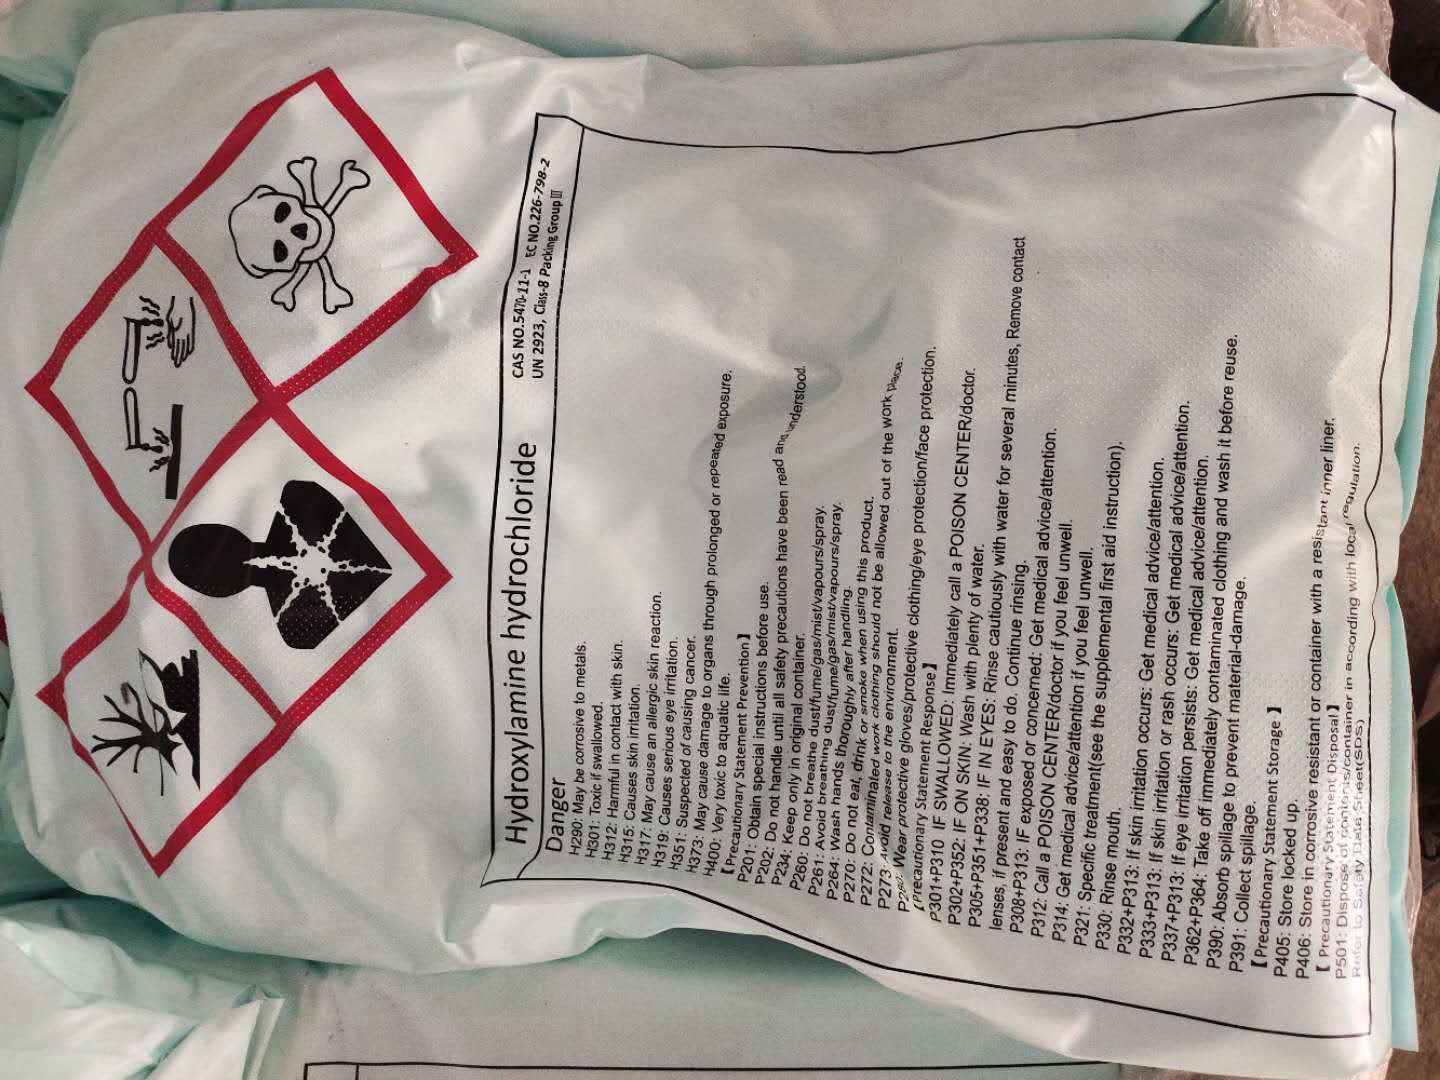 Hydroxylamine hydrochloride
CAS NO.5470-11-1 EC NO.226-798-2
UN 2923, Class-8 Packing Group III
Danger
H290: May be corrosive to metals.
H301: Toxic if swallowed.
H312: Harmful in contact with skin.
H315: Causes skin irritation.
H317: May cause an allergic skin reaction.
H319: Causes serious eye irritation.
H351: Suspected of causing cancer.
H373: May cause damage to organs through prolonged or repeated exposure.
H400: Very toxic to aquatic life.
【Precautionary Statement Prevention】
P201: Obtain special instructions before use.
P202: Do not handle until all safety precautions have been read and understood.
P234: Keep only in original container.
P260: Do not breathe dust/fume/gas/mist/vapours/spray.
P261: Avoid breathing dust/fume/gas/mist/vapours/spray.
P264: Wash hands thoroughly after handling.
P270: Do not eat, drink or smoke when using this product.
P272: Contaminated work clothing should not be allowed out of the work place.
P273: Avoid release to the environment.
P280: Wear protective gloves/protective clothing/eye protection/face protection.
【Precautionary Statement Response】
P301+P310 IF SWALLOWED: Immediately call a POISON CENTER/doctor.
P302+P352: IF ON SKIN: Wash with plenty of water.
P305+P351+P338: IF IN EYES: Rinse cautiously with water for several minutes, Remove contact
lenses, if present and easy to do. Continue rinsing.
P308+P313: IF exposed or concerned: Get medical advice/attention.
P312: Call a POISON CENTER/doctor if you feel unwell.
P314: Get medical advice/attention if you feel unwell.
P321: Specific treatment(see the supplemental first aid instruction).
P330: Rinse mouth.
P332+P313: If skin irritation occurs: Get medical advice/attention.
P333+P313: If skin irritation or rash occurs: Get medical advice/attention.
P337+P313: If eye irritation persists: Get medical advice/attention.
P362+P364: Take off immediately contaminated clothing and wash it before reuse.
P390: Absorb spillage to prevent material-damage.
P391: Collect spillage.
【Precautionary Statement Storage 】
P405: Store locked up.
P406: Store in corrosive resistant or container with a resistant inner liner.
【 Precautionary Statement Disposal】
P501: Dispose of contents/container in according with local regulation.
Refer to Safety Data Sheet(SDS)